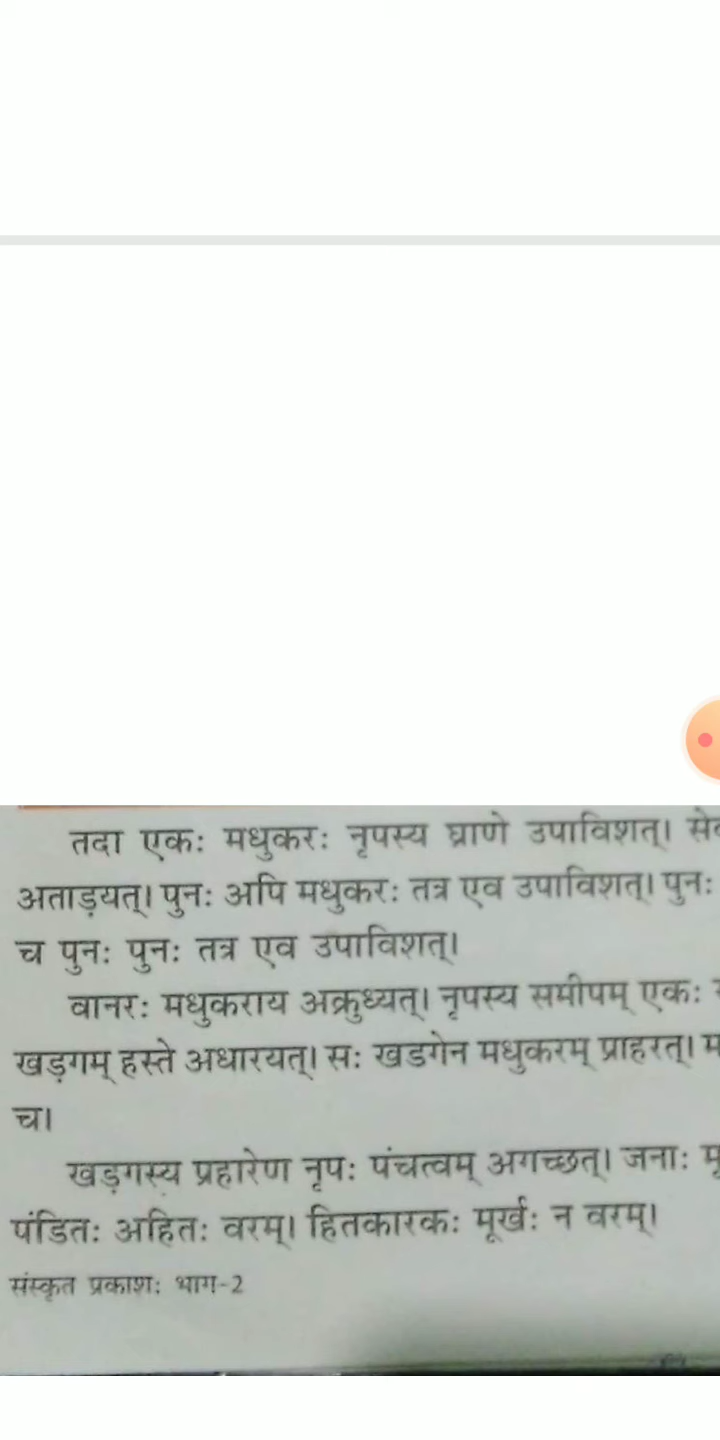 तदा एकः मधुकरः नृपस्य घ्राणे उपाविशत्।
अताड़यत्। पुनः अपि मधुकरः तत्र एव उपाविशत्। पुनः
च पुनः पुनः तत्र एव उपाविशत्।
वानरः मधुकराय अक्रुध्यत्। नृपस्य समीपम् एकः
खड़गम् हस्ते अधारयत्। सः खडगेन मधुकरम् प्राहरत्।
च।
खड़गस्य प्रहारेण नृपः पंचत्वम् अगच्छत्। जनाः
पंडितः अहितः वरम्। हितकारकः मूर्खः न वरम्।
संस्कृत प्रकाशः भाग-2